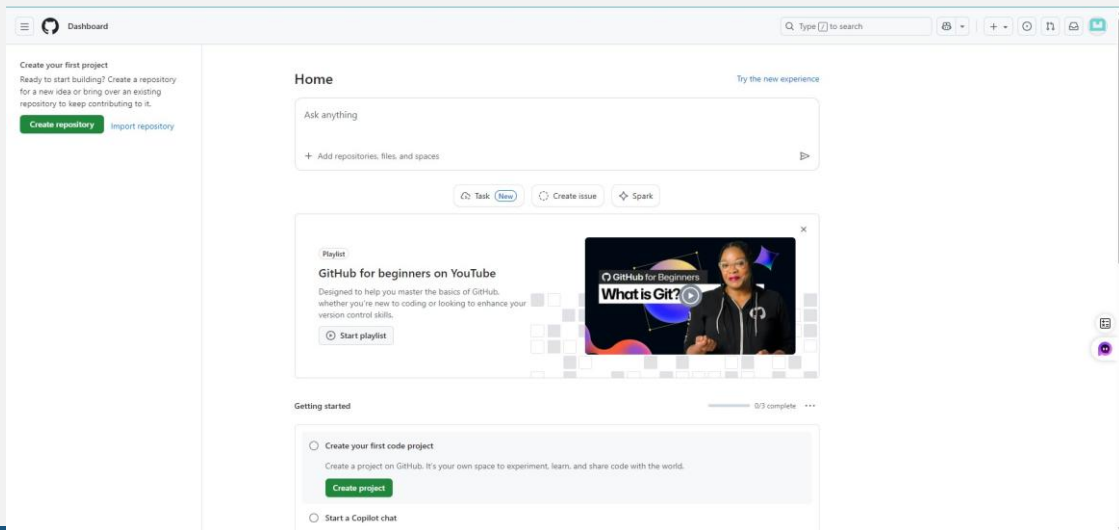 Dashboard
Type / to search
Create your first project
Ready to start building? Create a repository
for a new idea or bring over an existing
repository to keep contributing to it.
Create repository
Import repository
Home
Try the new experience
Ask anything
Add repositories, files, and spaces
Task New
Create issue
Spark
Playlist
GitHub for beginners on YouTube
Designed to help you master the basics of GitHub,
whether you're new to coding or looking to enhance your
version control skills.
Start playlist
GitHub for Beginners
What is Git?
Getting started
0/3 complete
Create your first code project
Create a project on GitHub. It's your own space to experiment, learn, and share code with the world.
Create project
Start a Copilot chat